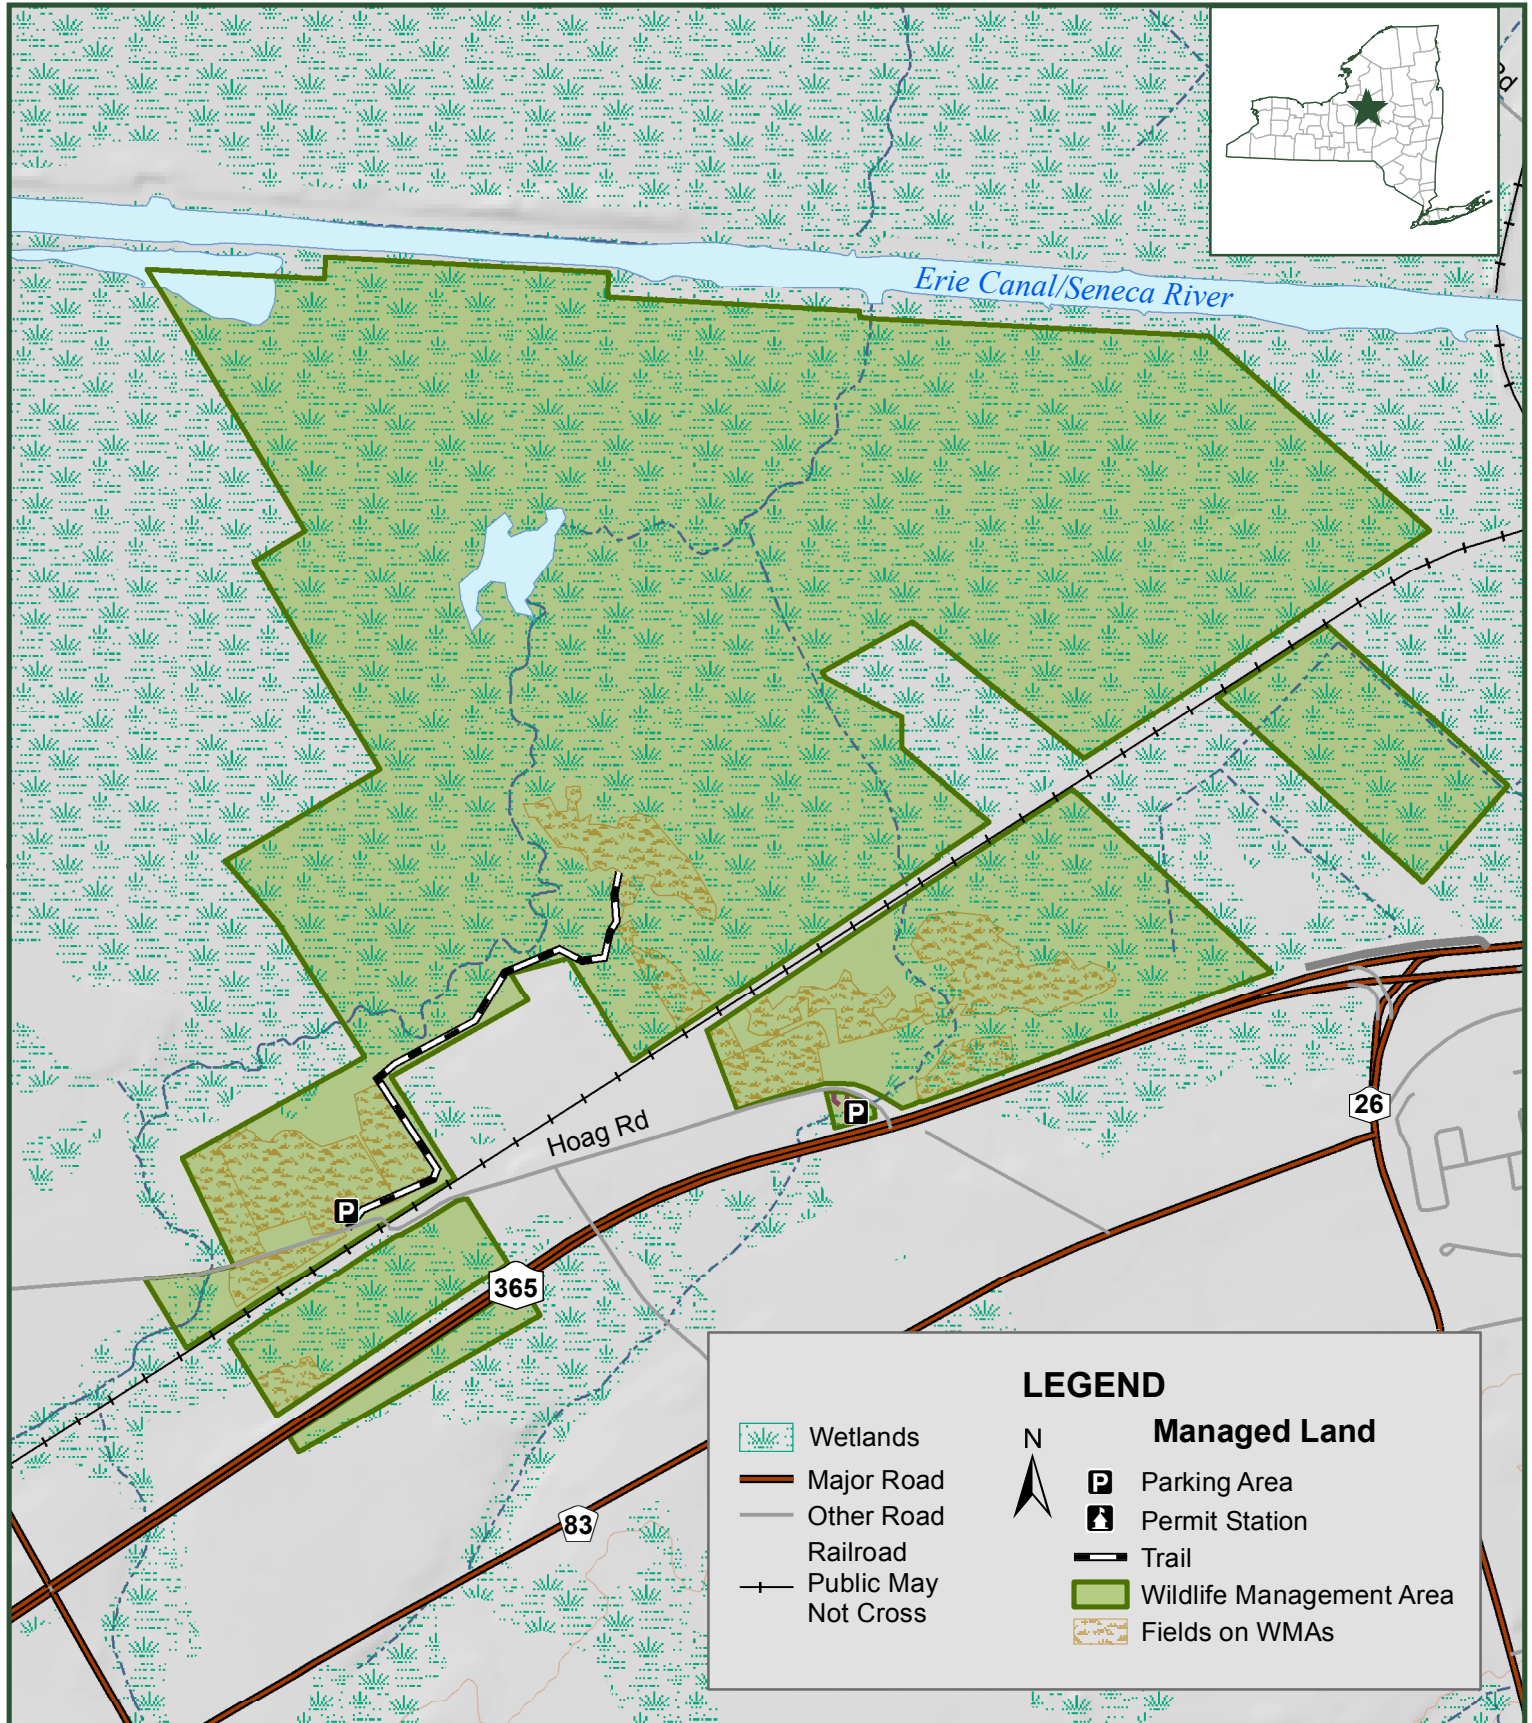 Rd
Erie Canal/Seneca River
26
Hoag Rd
P
P
365
83
LEGEND
Wetlands
Major Road
Other Road
Railroad
Public May
Not Cross
N
Managed Land
P Parking Area
Permit Station
Trail
Wildlife Management Area
Fields on WMAs